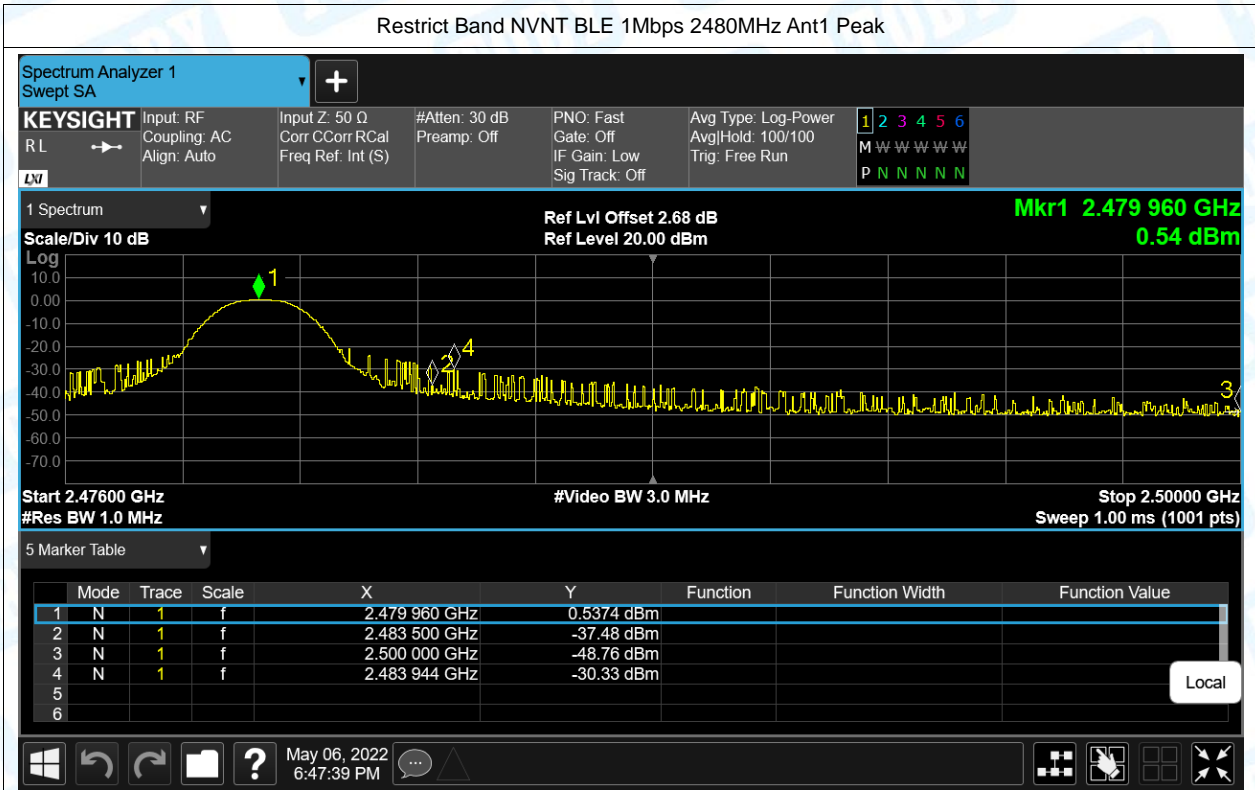 Restrict Band NVNT BLE 1Mbps 2480MHz Ant1 Peak
Spectrum Analyzer 1
Swept SA
KEYSIGHT Input: RF Input Z: 50 Ω #Atten: 30 dB PNO: Fast Avg Type: Log-Power 1 2 3 4 5 6
RL Coupling: AC Corr CCorr RCal Preamp: Off Gate: Off Avg|Hold: 100/100 M W W W W W W
Align: Auto Freq Ref: Int (S) IF Gain: Low Trig: Free Run
LXI Sig Track: Off P N N N N N
1 Spectrum Ref Lvl Offset 2.68 dB Mkr1 2.479 960 GHz
Scale/Div 10 dB Ref Level 20.00 dBm 0.54 dBm
Log
10.0
0.00
-10.0
-20.0
-30.0
-40.0
-50.0
-60.0
-70.0
1
2
4
3
Start 2.47600 GHz #Video BW 3.0 MHz Stop 2.50000 GHz
#Res BW 1.0 MHz Sweep 1.00 ms (1001 pts)
5 Marker Table
Mode Trace Scale X Y Function Function Width Function Value
1 N 1 f 2.479 960 GHz 0.5374 dBm
2 N 1 f 2.483 500 GHz -37.48 dBm
3 N 1 f 2.500 000 GHz -48.76 dBm
4 N 1 f 2.483 944 GHz -30.33 dBm
5
6
Local
? May 06, 2022
6:47:39 PM